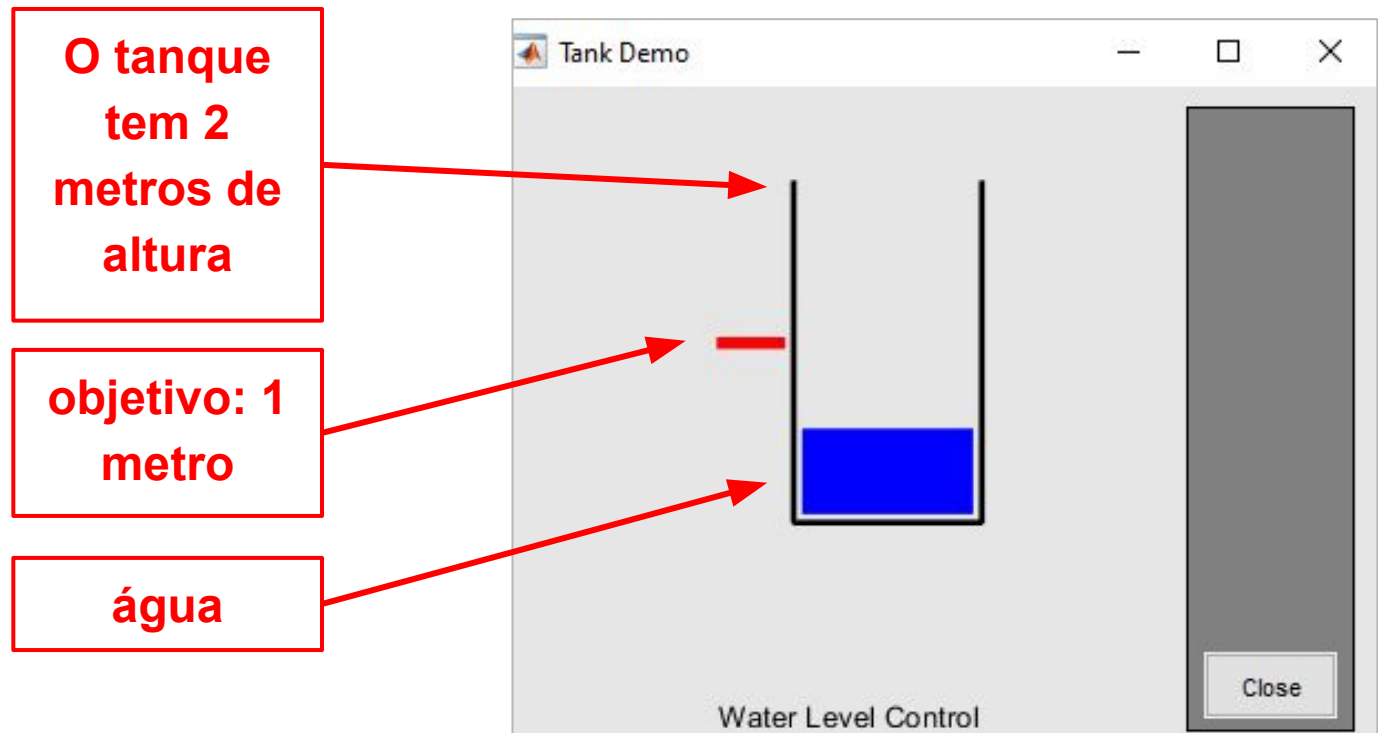 O tanque
tem 2
metros de
altura
objetivo: 1
metro
água
Tank Demo
Water Level Control
Close